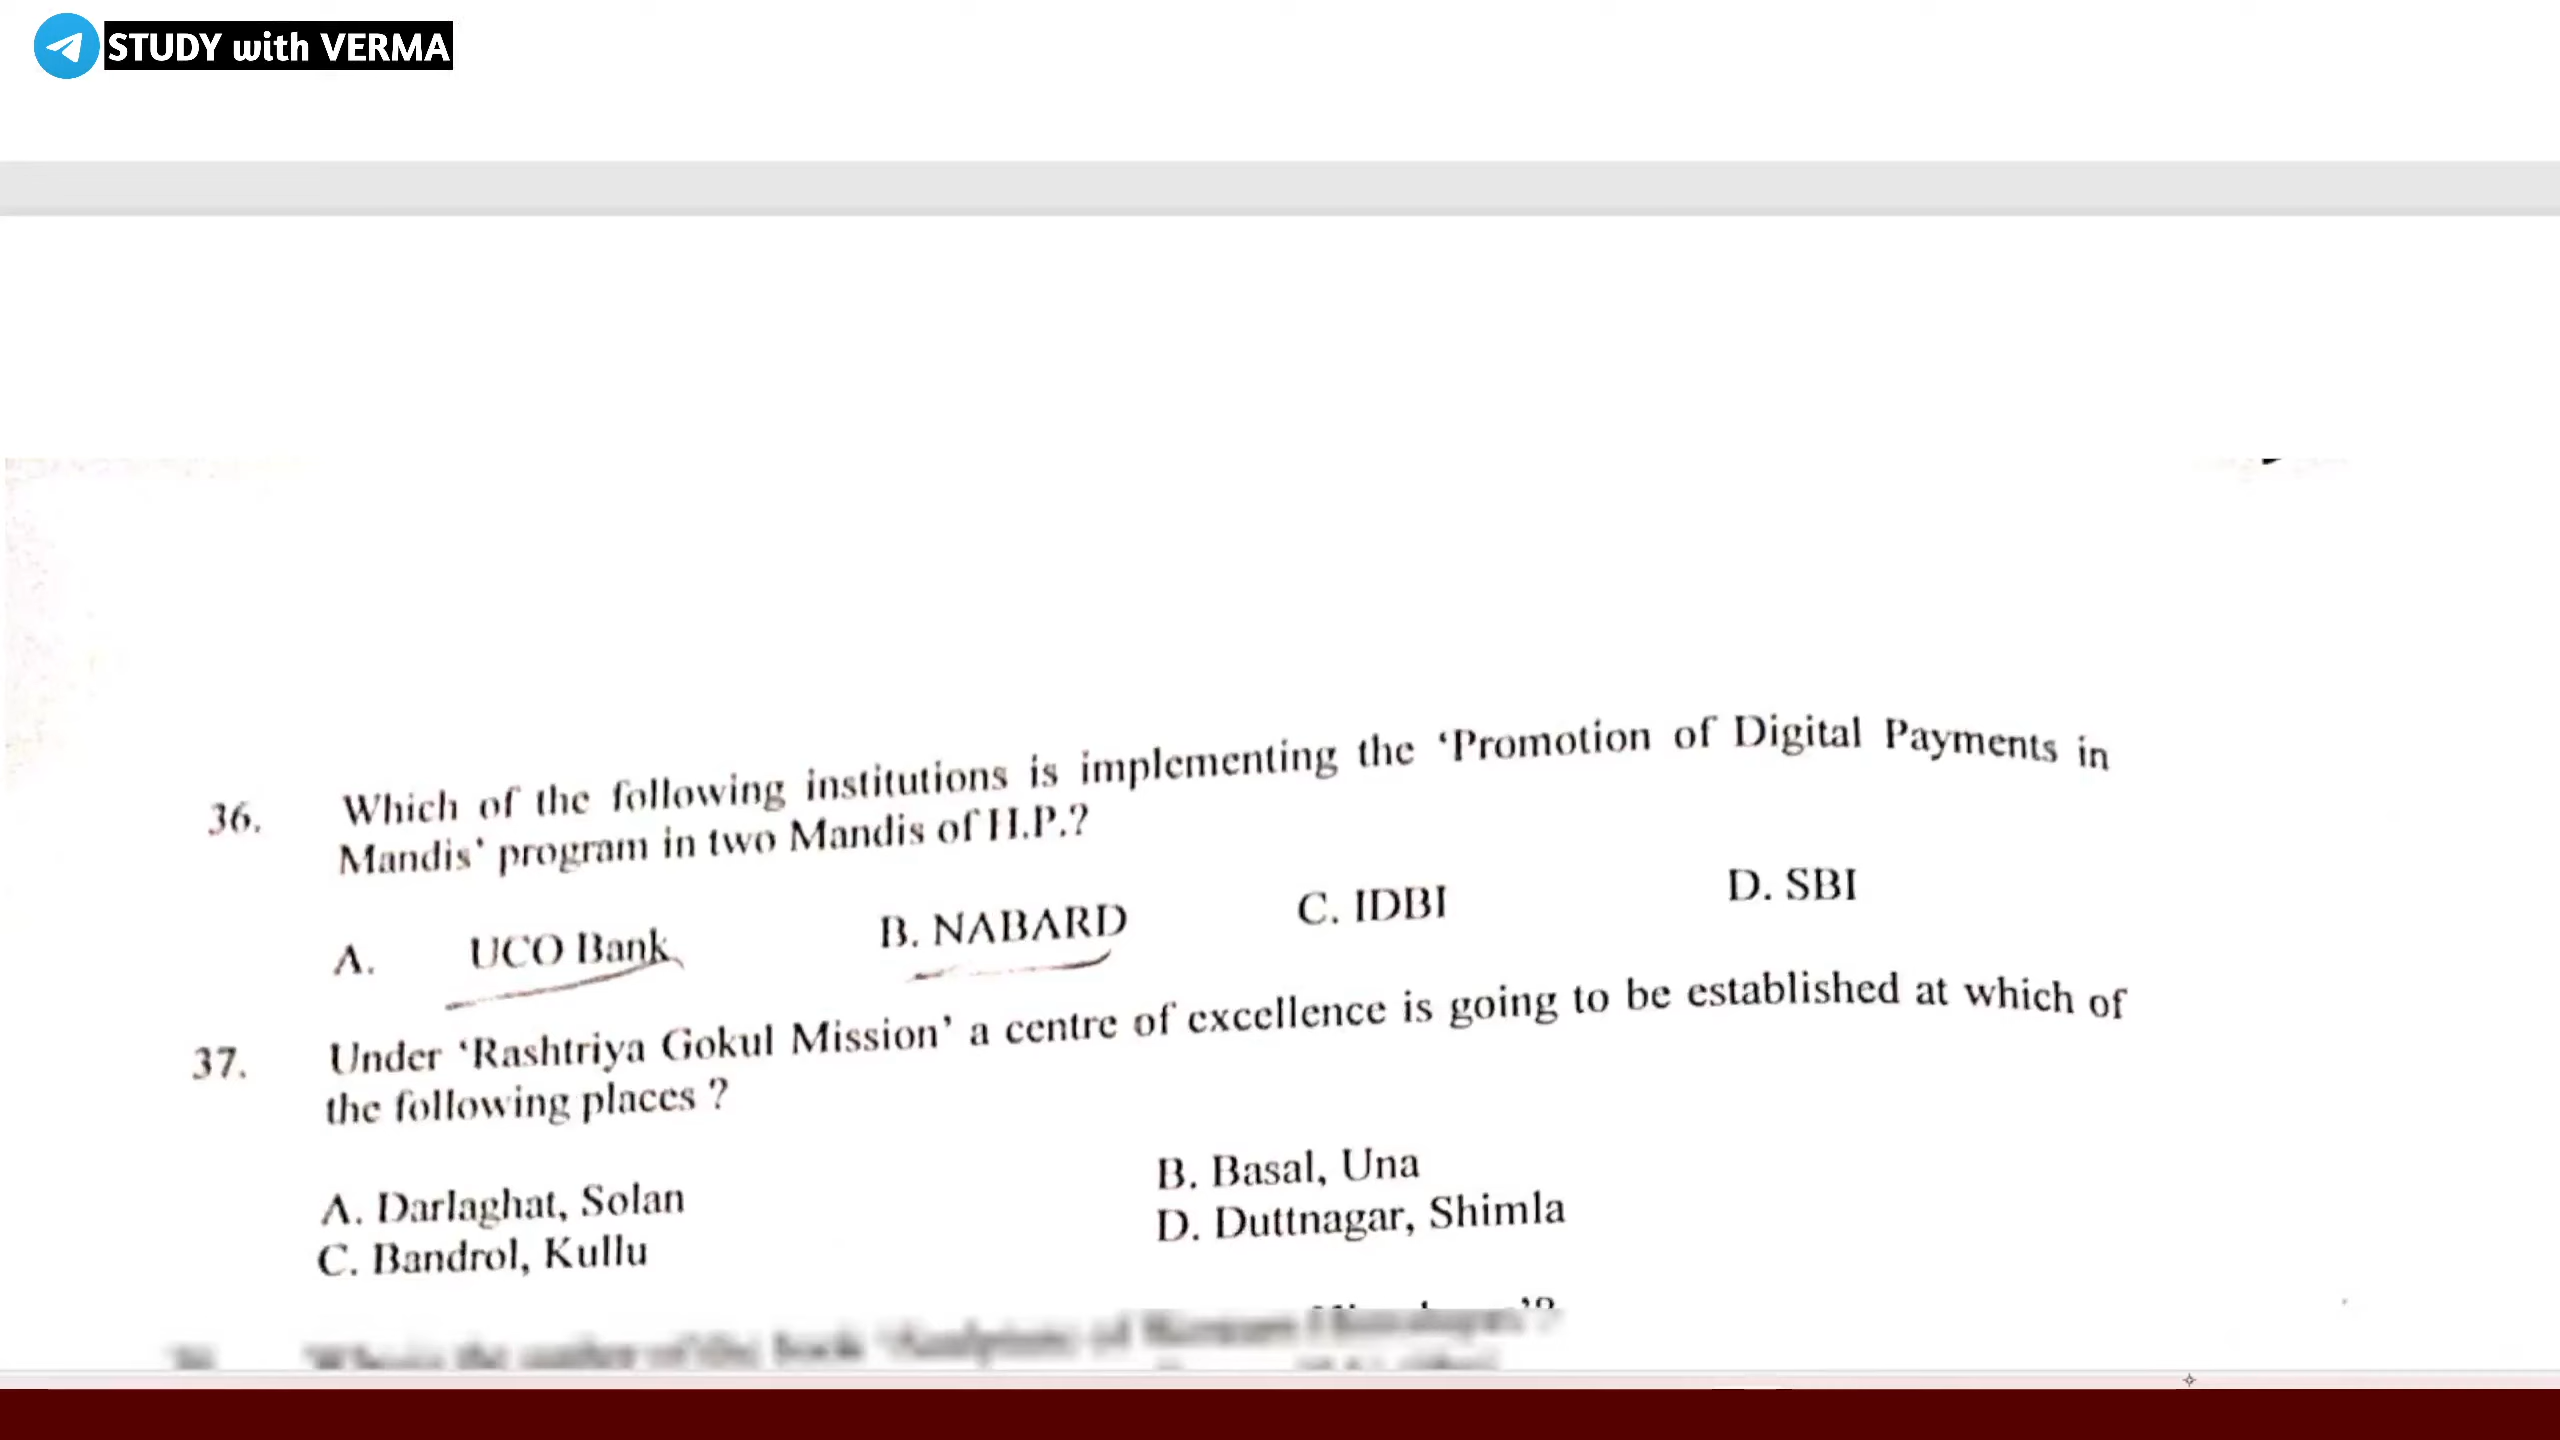 STUDY with VERMA
36. Which of the following institutions is implementing the ‘Promotion of Digital Payments in
Mandis’ program in two Mandis of H.P.?
A. UCO Bank B. NABARD C. IDBI D. SBI
37. Under ‘Rashtriya Gokul Mission’ a centre of excellence is going to be established at which of
the following places ?
A. Darlaghat, Solan B. Basal, Una
C. Bandrol, Kullu D. Duttnagar, Shimla